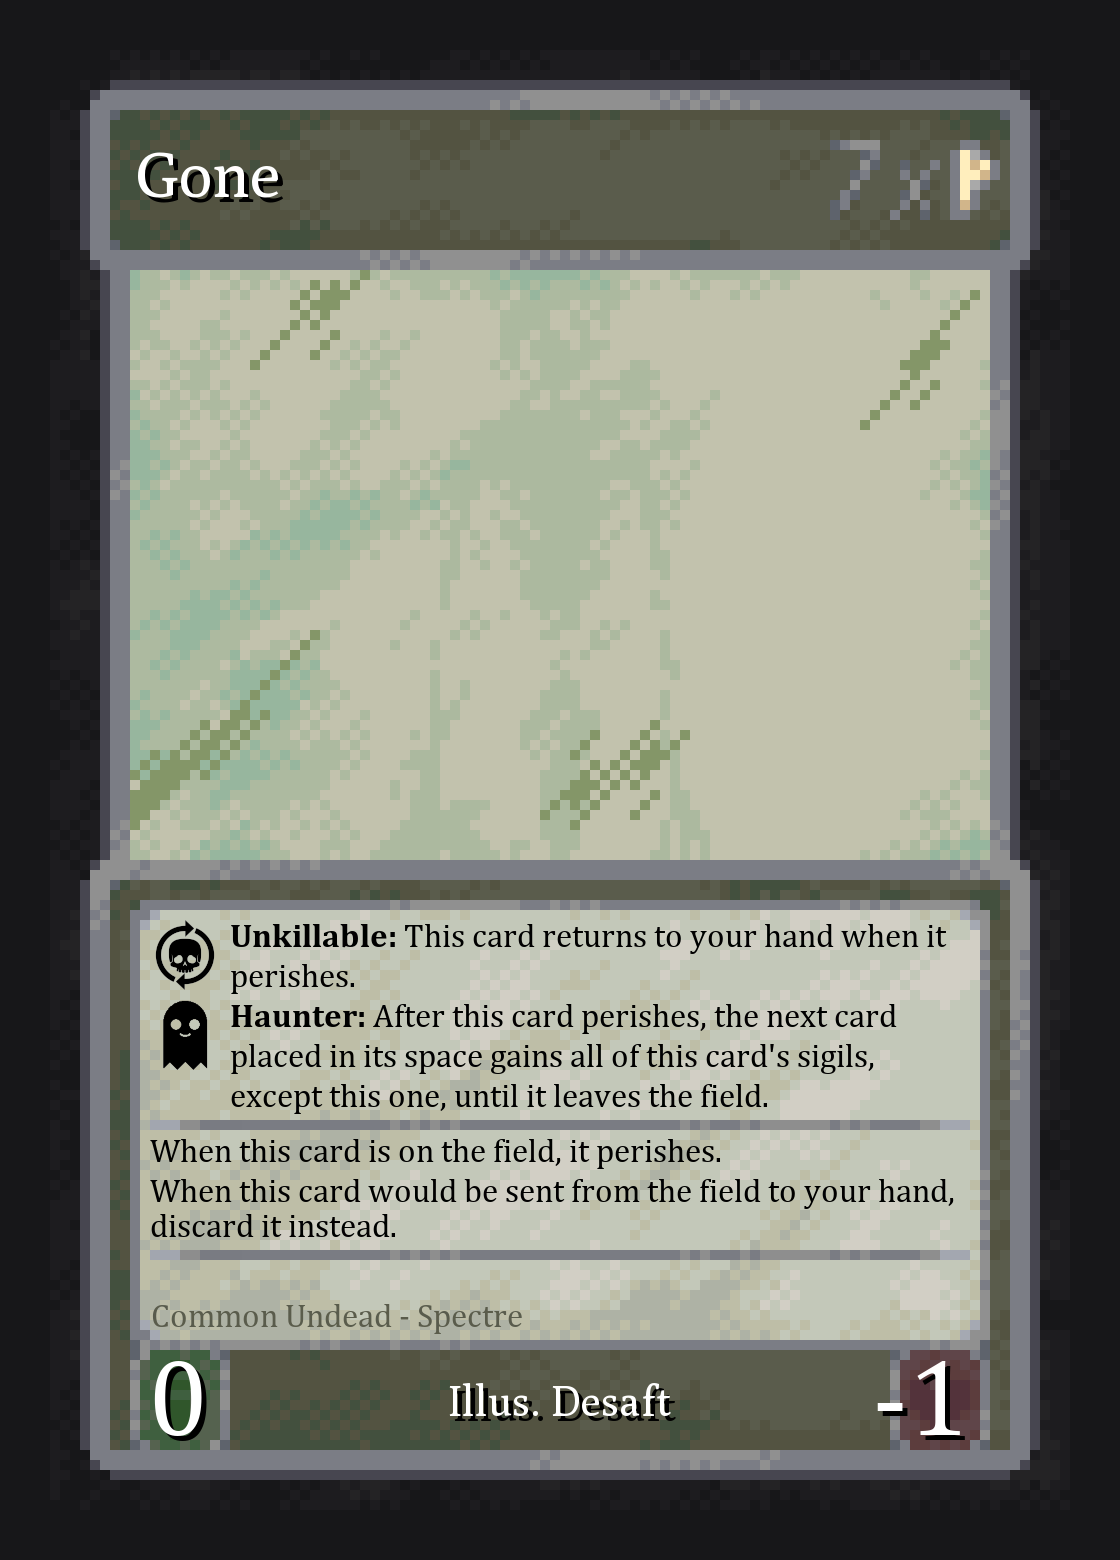 Gone 7 x
Unkillable: This card returns to your hand when it
perishes.
Haunter: After this card perishes, the next card
placed in its space gains all of this card's sigils,
except this one, until it leaves the field.
When this card is on the field, it perishes.
When this card would be sent from the field to your hand,
discard it instead.
Common Undead - Spectre
0 Illus. Desaft -1